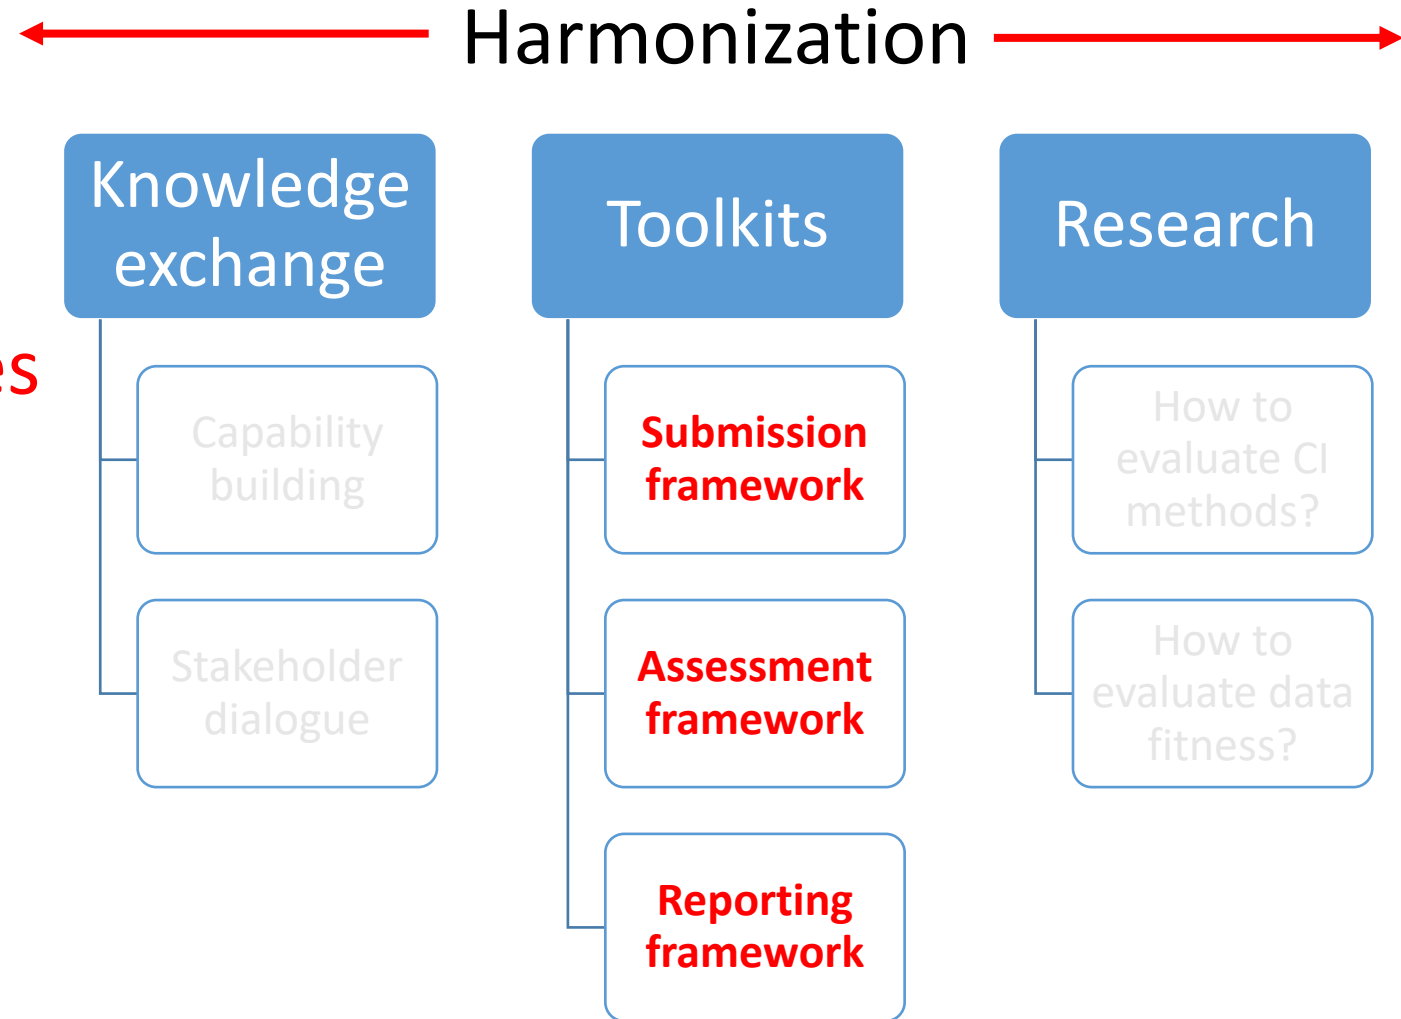 Harmonization
Knowledge
exchange
Toolkits
Research
es
Capability
building
Submission
framework
How to
evaluate CI
methods?
Stakeholder
dialogue
Assessment
framework
How to
evaluate data
fitness?
Reporting
framework